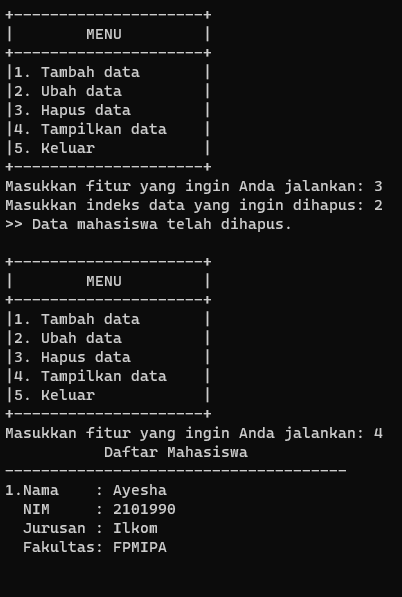 +---------------------+
|        MENU         |
+---------------------+
|1. Tambah data       |
|2. Ubah data         |
|3. Hapus data        |
|4. Tampilkan data    |
|5. Keluar            |
+---------------------+
Masukkan fitur yang ingin Anda jalankan: 3
Masukkan indeks data yang ingin dihapus: 2
>> Data mahasiswa telah dihapus.

+---------------------+
|        MENU         |
+---------------------+
|1. Tambah data       |
|2. Ubah data         |
|3. Hapus data        |
|4. Tampilkan data    |
|5. Keluar            |
+---------------------+
Masukkan fitur yang ingin Anda jalankan: 4
           Daftar Mahasiswa
--------------------------------------
1.Nama    : Ayesha
  NIM     : 2101990
  Jurusan : Ilkom
  Fakultas: FPMIPA